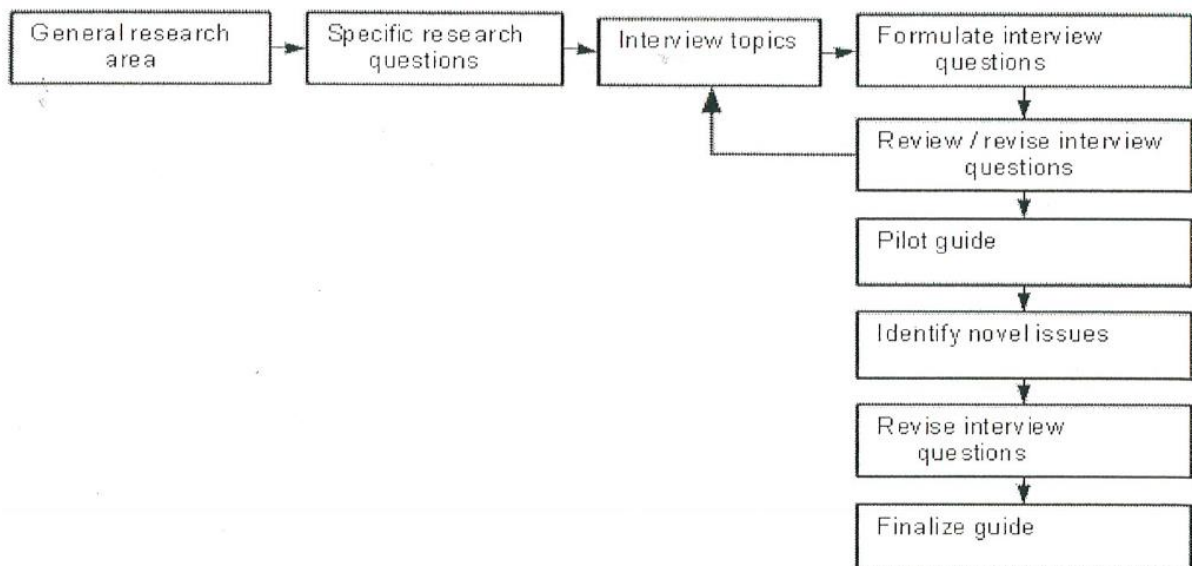 General research
area
Specific research
questions
Interview topics
Formulate interview
questions
Review / revise interview
questions
Pilot guide
Identify novel issues
Revise interview
questions
Finalize guide